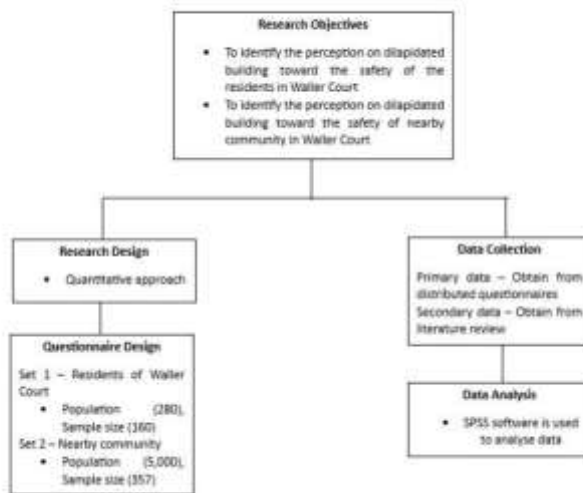 Research Objectives
• To identify the perception on dilapidated
building toward the safety of the
residents in Waller Court
• To identify the perception on dilapidated
building toward the safety of nearby
community in Waller Court
Research Design
• Quantitative approach
Questionnaire Design
Set 1 – Residents of Waller
Court
• Population (280),
Sample size (160)
Set 2 – Nearby community
• Population (5,000),
Sample size (357)
Data Collection
Primary data – Obtain from
distributed questionnaires
Secondary data – Obtain from
literature review
Data Analysis
• SPSS software is used
to analyse data